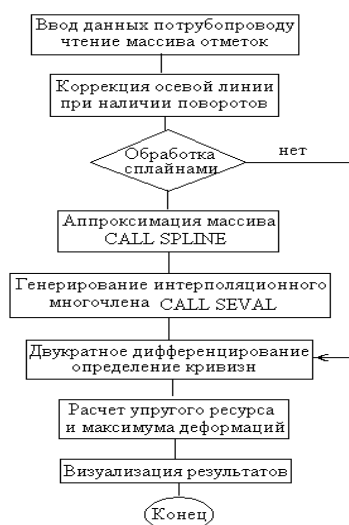 Ввод данных потрубопроводу
чтение массива отметок
Коррекция осевой линии
при наличии поворотов
Обработка
сплайнами
нет
Аппроксимация массива
CALL SPLINE
Генерирование интерполяционного
многочлена CALL SEVAL
Двукратное дифференцирование
определение кривизн
Расчет упругого ресурса
и максимума деформаций
Визуализация результатов
Конец